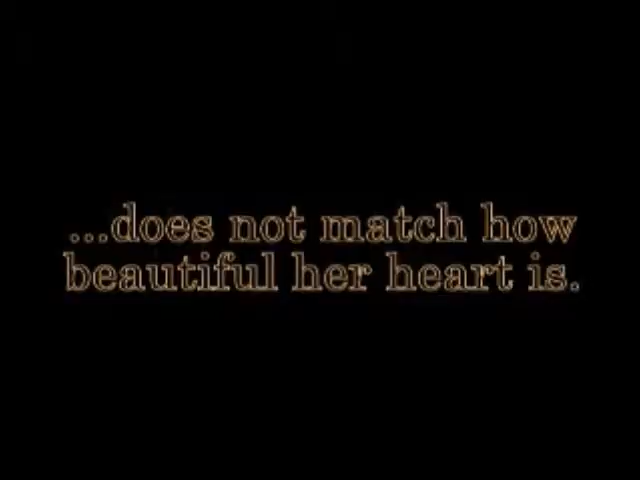 ...does not match how
beautiful her heart is.